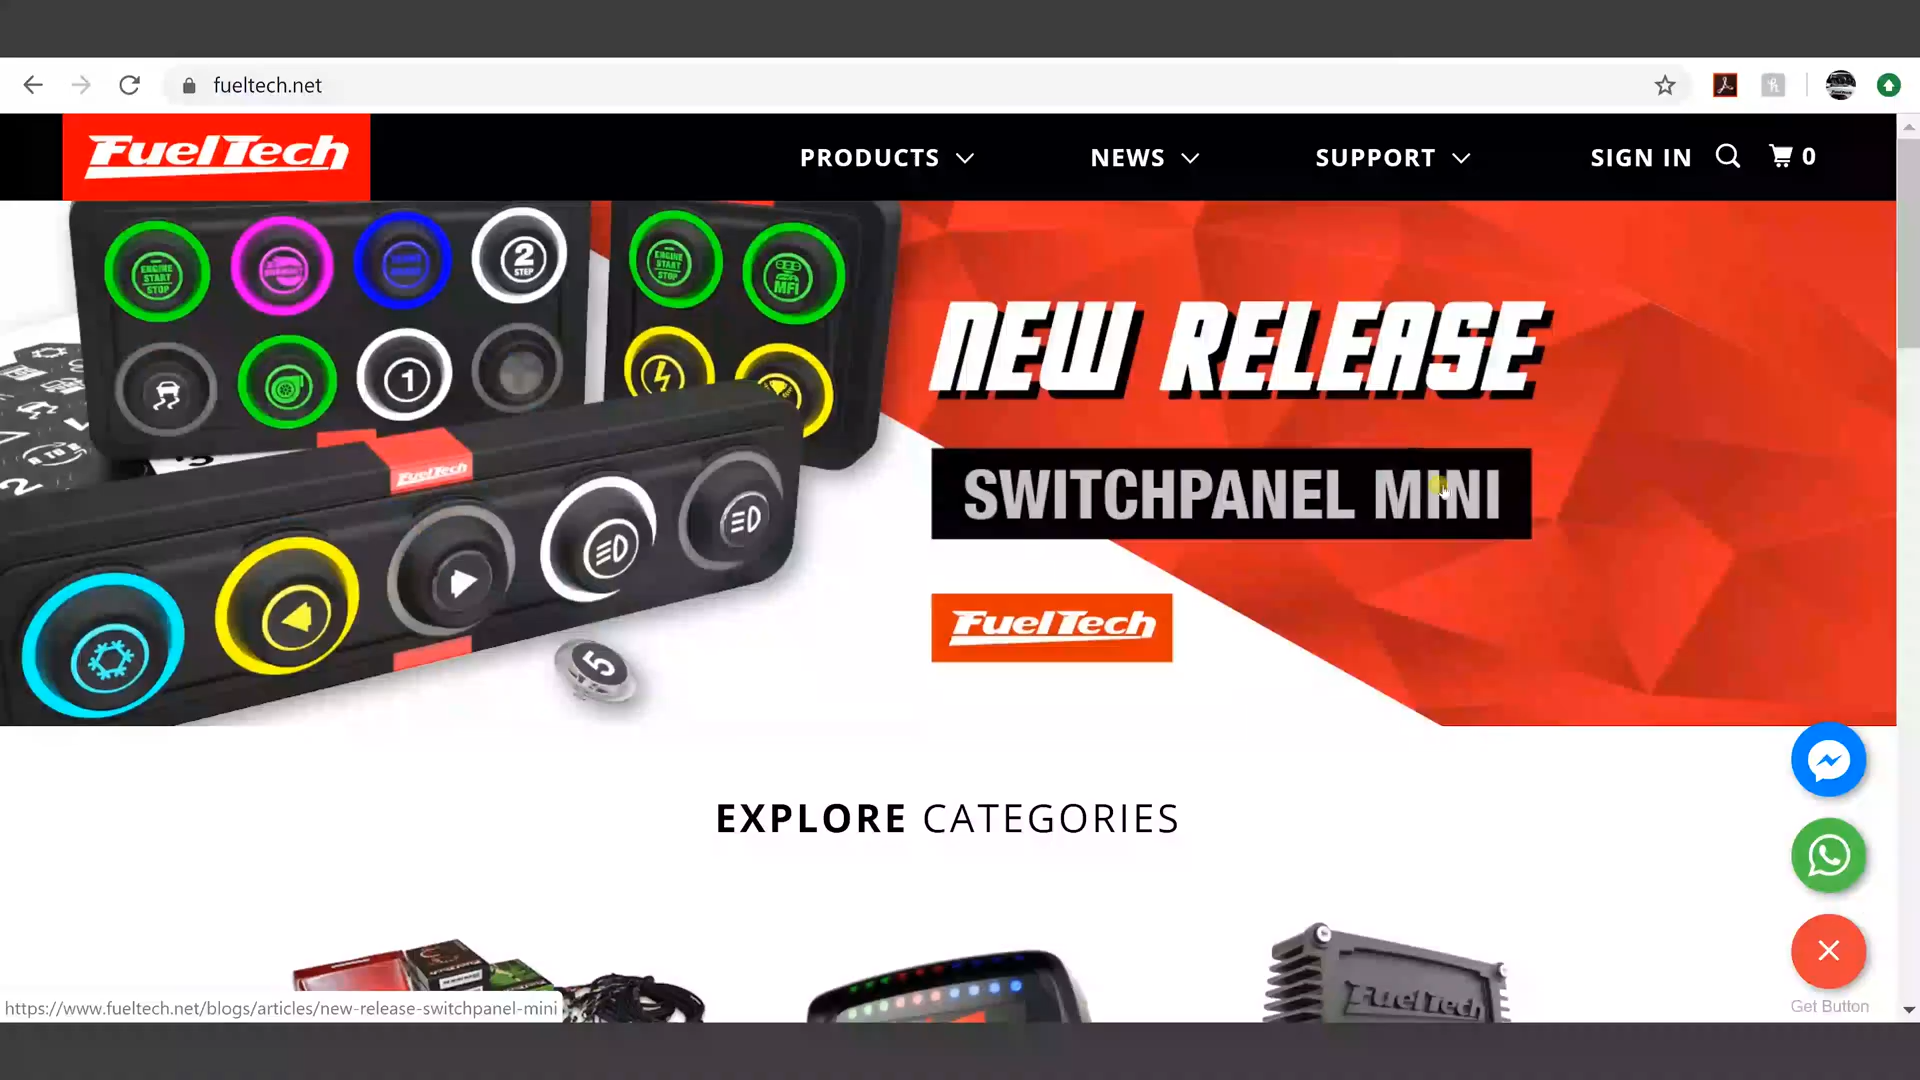 fueltech.net
FuelTech
PRODUCTS
NEWS
SUPPORT
SIGN IN
0
ENGINE
START
STOP
2
STEP
ENGINE
START
STOP
MFI
1
NEW RELEASE
SWITCHPANEL MINI
FuelTech
2
5
FuelTech
EXPLORE CATEGORIES
FuelTech
https://www.fueltech.net/blogs/articles/new-release-switchpanel-mini
Get Button